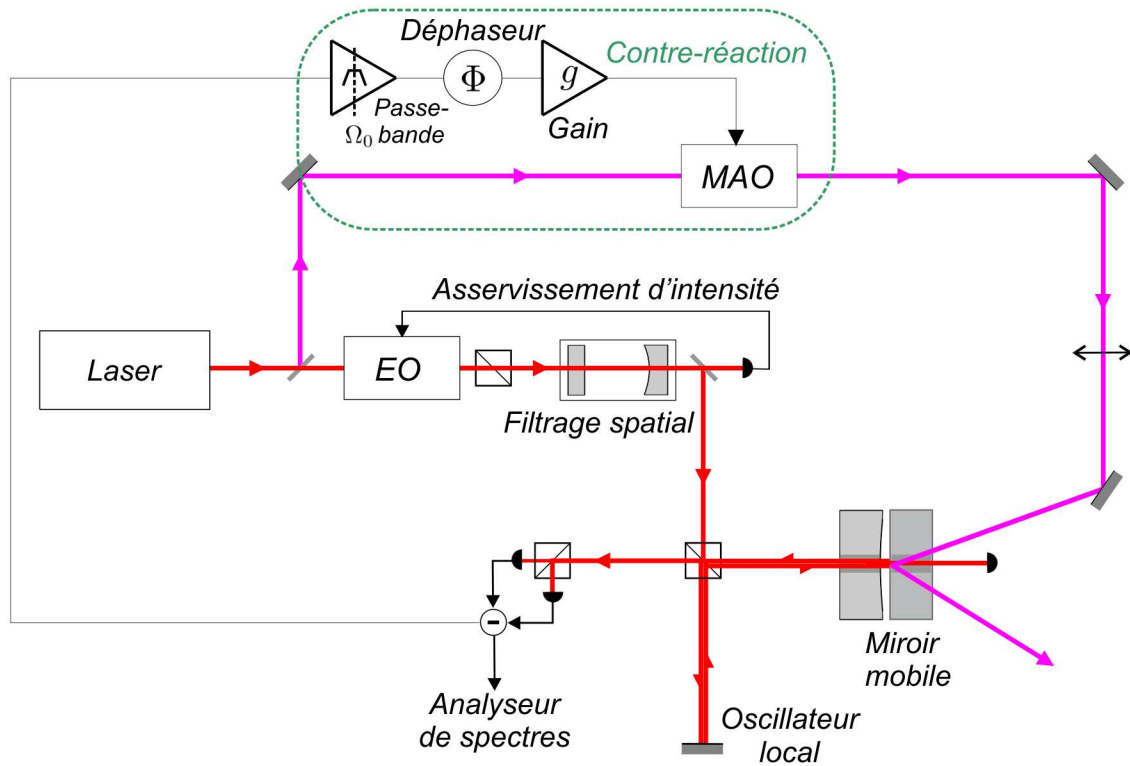 Déphaseur
Contre-réaction
Φ
g
Passe-
bande
Ω₀
Gain
MAO
Asservissement d'intensité
Laser
EO
Filtrage spatial
-
Miroir
mobile
Analyseur
de spectres
Oscillateur
local